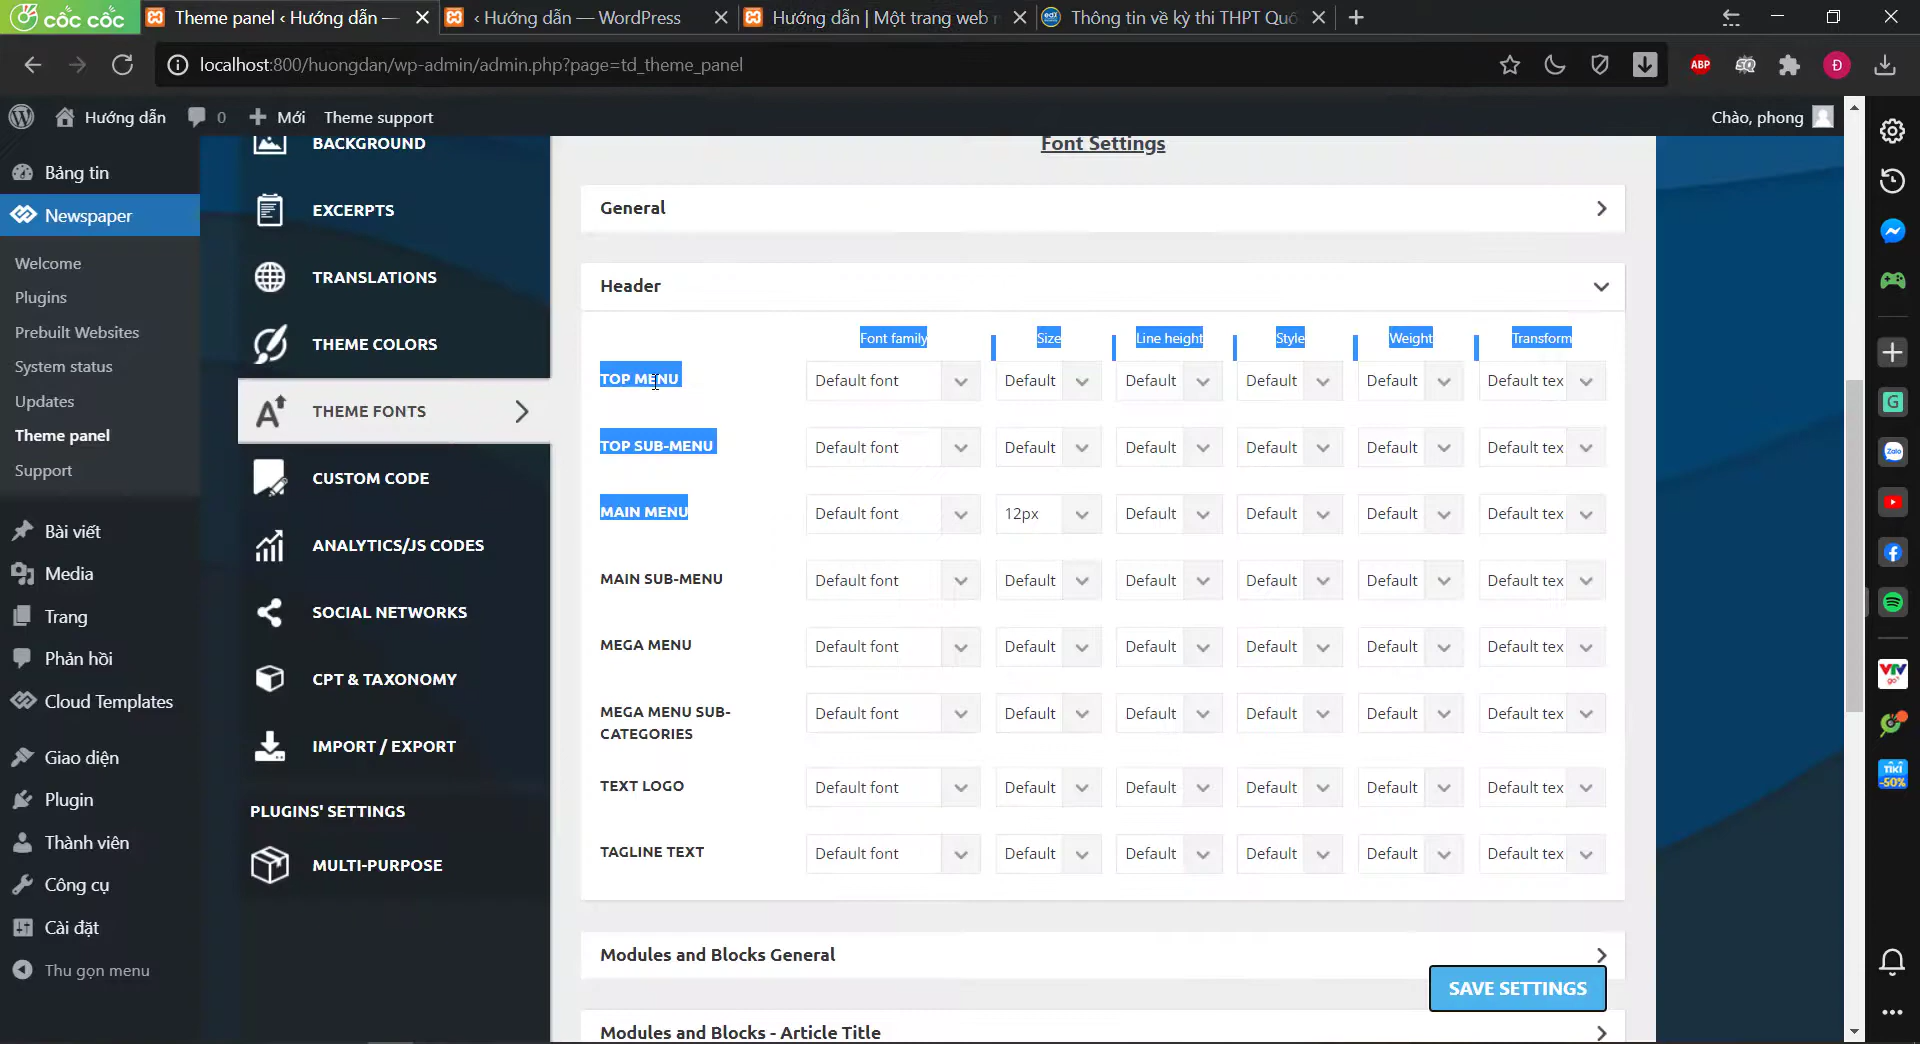 cốc cốc
Theme panel ‹ Hướng dẫn —
‹ Hướng dẫn — WordPress
Hướng dẫn | Một trang web
Thông tin về kỳ thi THPT Quố
localhost:800/huongdan/wp-admin/admin.php?page=td_theme_panel
ABP
Đ
Hướng dẫn
0
Mới
Theme support
Chào, phong
Bảng tin
Newspaper
Welcome
Plugins
Prebuilt Websites
System status
Updates
Theme panel
Support
Bài viết
Media
Trang
Phản hồi
Cloud Templates
Giao diện
Plugin
Thành viên
Công cụ
Cài đặt
Thu gọn menu
BACKGROUND
EXCERPTS
TRANSLATIONS
THEME COLORS
THEME FONTS
CUSTOM CODE
ANALYTICS/JS CODES
SOCIAL NETWORKS
CPT & TAXONOMY
IMPORT / EXPORT
PLUGINS' SETTINGS
MULTI-PURPOSE
Font Settings
General
Header
Font family Size Line height Style Weight Transform
TOP MENU Default font Default Default Default Default Default tex
TOP SUB-MENU Default font Default Default Default Default Default tex
MAIN MENU Default font 12px Default Default Default Default tex
MAIN SUB-MENU Default font Default Default Default Default Default tex
MEGA MENU Default font Default Default Default Default Default tex
MEGA MENU SUB- Default font Default Default Default Default Default tex
CATEGORIES
TEXT LOGO Default font Default Default Default Default Default tex
TAGLINE TEXT Default font Default Default Default Default Default tex
Modules and Blocks General
SAVE SETTINGS
Modules and Blocks - Article Title
G
Zalo
VTV
go
TIKI
-50%